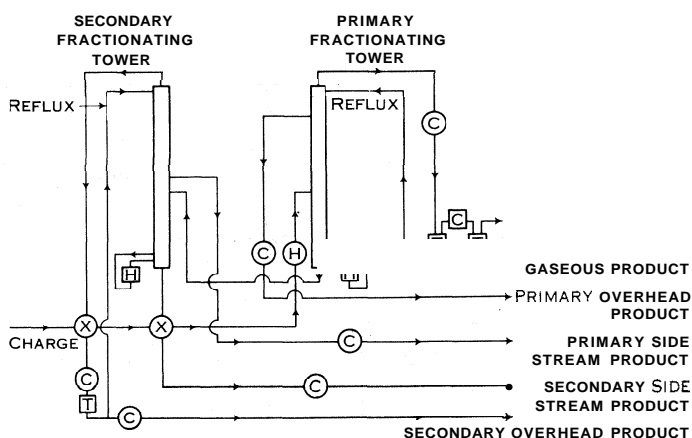 SECONDARY
FRACTIONATING
TOWER
PRIMARY
FRACTIONATING
TOWER
REFLUX
REFLUX
C
C
C
H
H
H
X
X
CHARGE
C
T
C
C
C
GASEOUS PRODUCT
PRIMARY OVERHEAD
PRODUCT
PRIMARY SIDE
STREAM PRODUCT
SECONDARY SIDE
STREAM PRODUCT
SECONDARY OVERHEAD PRODUCT